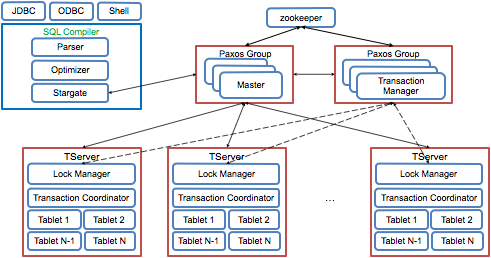 JDBC
ODBC
Shell
zookeeper
SQL Compiler
Parser
Optimizer
Stargate
Paxos Group
Master
Paxos Group
Transaction
Manager
TServer
Lock Manager
Transaction Coordinator
Tablet 1
Tablet 2
Tablet N-1
Tablet N
TServer
Lock Manager
Transaction Coordinator
Tablet 1
Tablet 2
Tablet N-1
Tablet N
...
TServer
Lock Manager
Transaction Coordinator
Tablet 1
Tablet 2
Tablet N-1
Tablet N